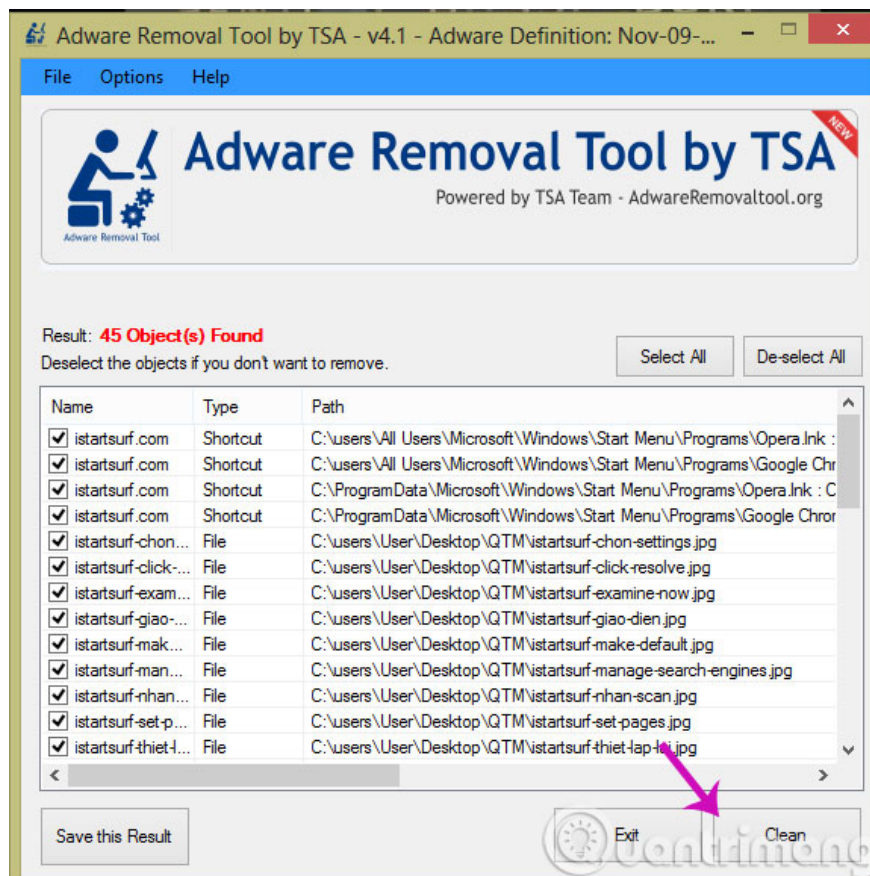 Adware Removal Tool by TSA - v4.1 - Adware Definition: Nov-09-...
File Options Help
Adware Removal Tool by TSA
NEW
Powered by TSA Team - AdwareRemovaltool.org
Adware Removal Tool
Result: 45 Object(s) Found
Deselect the objects if you don't want to remove.
Select All De-select All
Name Type Path
istartsurf.com Shortcut C:\users\All Users\Microsoft\Windows\Start Menu\Programs\Opera.lnk :
istartsurf.com Shortcut C:\users\All Users\Microsoft\Windows\Start Menu\Programs\Google Chr
istartsurf.com Shortcut C:\ProgramData\Microsoft\Windows\Start Menu\Programs\Opera.lnk : C
istartsurf.com Shortcut C:\ProgramData\Microsoft\Windows\Start Menu\Programs\Google Chron
istartsurf-chon... File C:\users\User\Desktop\QTM\istartsurf-chon-settings.jpg
istartsurf-click-... File C:\users\User\Desktop\QTM\istartsurf-click-resolve.jpg
istartsurf-exam... File C:\users\User\Desktop\QTM\istartsurf-examine-now.jpg
istartsurf-giao-... File C:\users\User\Desktop\QTM\istartsurf-giao-dien.jpg
istartsurf-mak... File C:\users\User\Desktop\QTM\istartsurf-make-default.jpg
istartsurf-man... File C:\users\User\Desktop\QTM\istartsurf-manage-search-engines.jpg
istartsurf-nhan... File C:\users\User\Desktop\QTM\istartsurf-nhan-scan.jpg
istartsurf-set-p... File C:\users\User\Desktop\QTM\istartsurf-set-pages.jpg
istartsurf-thiet-l... File C:\users\User\Desktop\QTM\istartsurf-thiet-lap-lai.jpg
Save this Result Exit Clean
Quantrimang